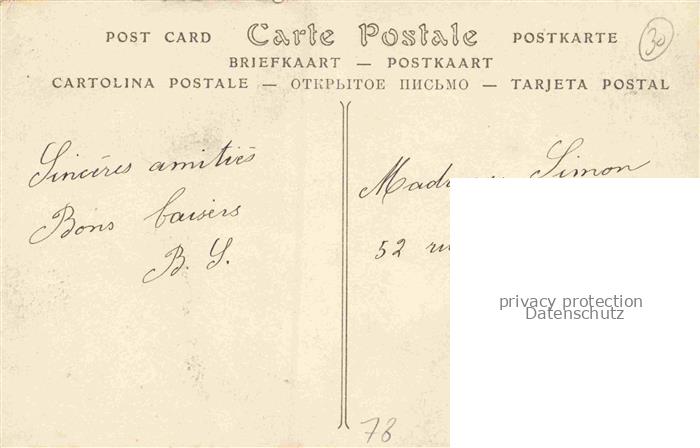 POST CARD Carte Postale POSTKARTE
30
BRIEFKAART — POSTKAART
CARTOLINA POSTALE — ОТКРЫТОЕ ПИСЬМО — TARJETA POSTAL
Sincères amitiés
Bons baisers
B. S.
Simon
52
privacy protection
Datenschutz
78